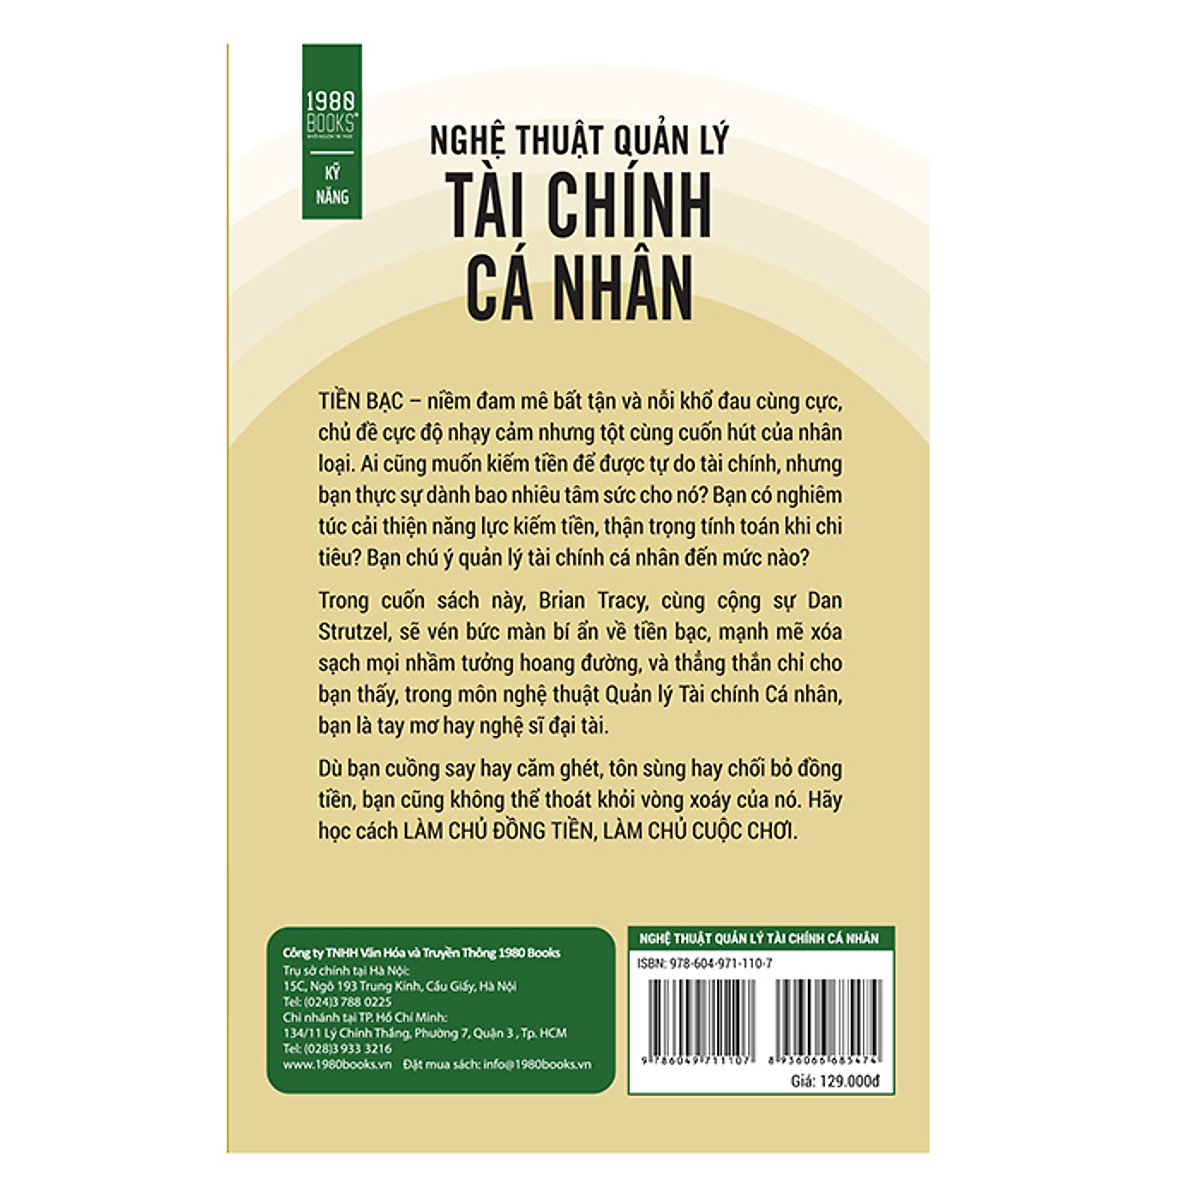 1980
BOOKS
KỸ
NĂNG
NGHỆ THUẬT QUẢN LÝ
TÀI CHÍNH
CÁ NHÂN
TIỀN BẠC – niềm đam mê bất tận và nỗi khổ đau cùng cực,
chủ đề cực độ nhạy cảm nhưng tột cùng cuốn hút của nhân
loại. Ai cũng muốn kiếm tiền để được tự do tài chính, nhưng
bạn thực sự dành bao nhiêu tâm sức cho nó? Bạn có nghiêm
túc cải thiện năng lực kiếm tiền, thận trọng tính toán khi chi
tiêu? Bạn chú ý quản lý tài chính cá nhân đến mức nào?
Trong cuốn sách này, Brian Tracy, cùng cộng sự Dan
Strutzel, sẽ vén bức màn bí ẩn về tiền bạc, mạnh mẽ xóa
sạch mọi nhầm tưởng hoang đường, và thẳng thắn chỉ cho
bạn thấy, trong môn nghệ thuật Quản lý Tài chính Cá nhân,
bạn là tay mơ hay nghệ sĩ đại tài.
Dù bạn cuồng say hay căm ghét, tôn sùng hay chối bỏ đồng
tiền, bạn cũng không thể thoát khỏi vòng xoáy của nó. Hãy
học cách LÀM CHỦ ĐỒNG TIỀN, LÀM CHỦ CUỘC CHƠI.
Công ty TNHH Văn Hóa và Truyền Thông 1980 Books
Trụ sở chính tại Hà Nội:
15C, Ngõ 193 Trung Kính, Cầu Giấy, Hà Nội
Tel: (024)3 788 0225
Chi nhánh tại TP. Hồ Chí Minh:
134/11 Lý Chính Thắng, Phường 7, Quận 3 , Tp. HCM
Tel: (028)3 933 3216
www.1980books.vn Đặt mua sách: info@1980books.vn
NGHỆ THUẬT QUẢN LÝ TÀI CHÍNH CÁ NHÂN
ISBN: 978-604-971-110-7
9 786049 711107 8 936066 685474
Giá: 129.000đ